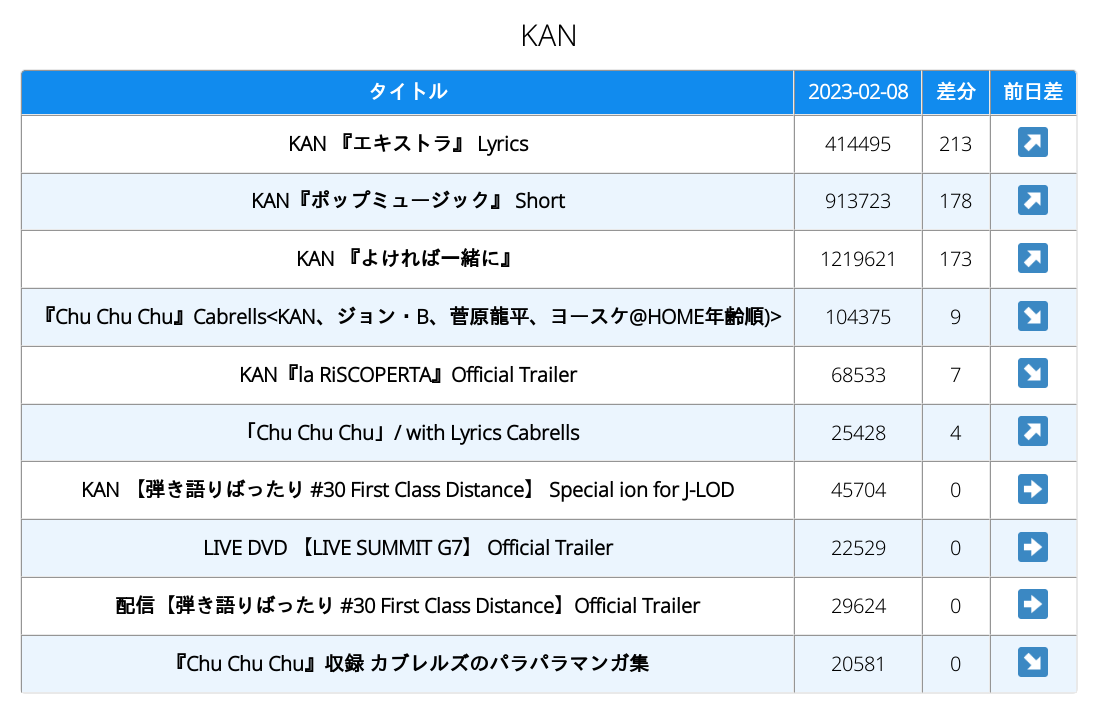 KAN
タイトル 2023-02-08 差分 前日差
KAN 『エキストラ』 Lyrics 414495 213
KAN『ポップミュージック』 Short 913723 178
KAN 『よければ一緒に』 1219621 173
『Chu Chu Chu』Cabrells<KAN、ジョン・B、菅原龍平、ヨースケ@HOME年齢順)> 104375 9
KAN『la RiSCOPERTA』Official Trailer 68533 7
「Chu Chu Chu」/ with Lyrics Cabrells 25428 4
KAN 【弾き語りばったり #30 First Class Distance】 Special ion for J-LOD 45704 0
LIVE DVD 【LIVE SUMMIT G7】 Official Trailer 22529 0
配信【弾き語りばったり #30 First Class Distance】Official Trailer 29624 0
『Chu Chu Chu』収録 カブレルズのパラパラマンガ集 20581 0